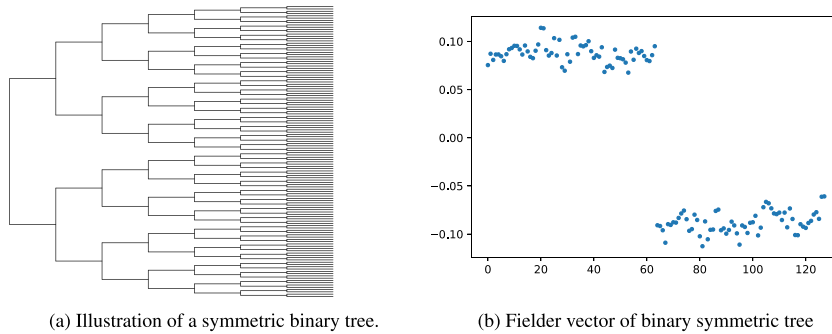 0.10
0.05
0.00
−0.05
−0.10
0 20 40 60 80 100 120
(a) Illustration of a symmetric binary tree.
(b) Fielder vector of binary symmetric tree